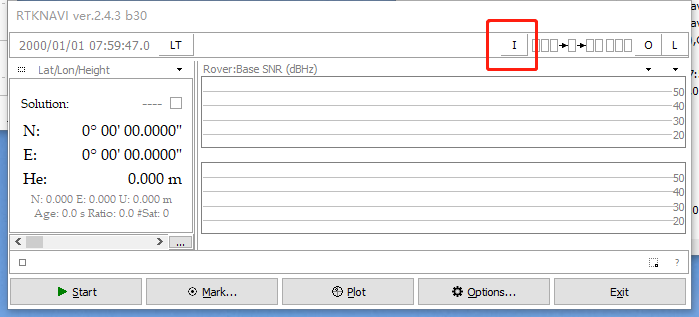 RTKNAVI ver.2.4.3 b30
2000/01/01 07:59:47.0 LT I O L
Lat/Lon/Height
Rover:Base SNR (dBHz)
Solution: ----
N: 0° 00' 00.0000"
E: 0° 00' 00.0000"
He: 0.000 m
N: 0.000 E: 0.000 U: 0.000 m
Age: 0.0 s Ratio: 0.0 #Sat: 0
...
50
40
30
20
50
40
30
20
?
Start Mark... Plot Options... Exit